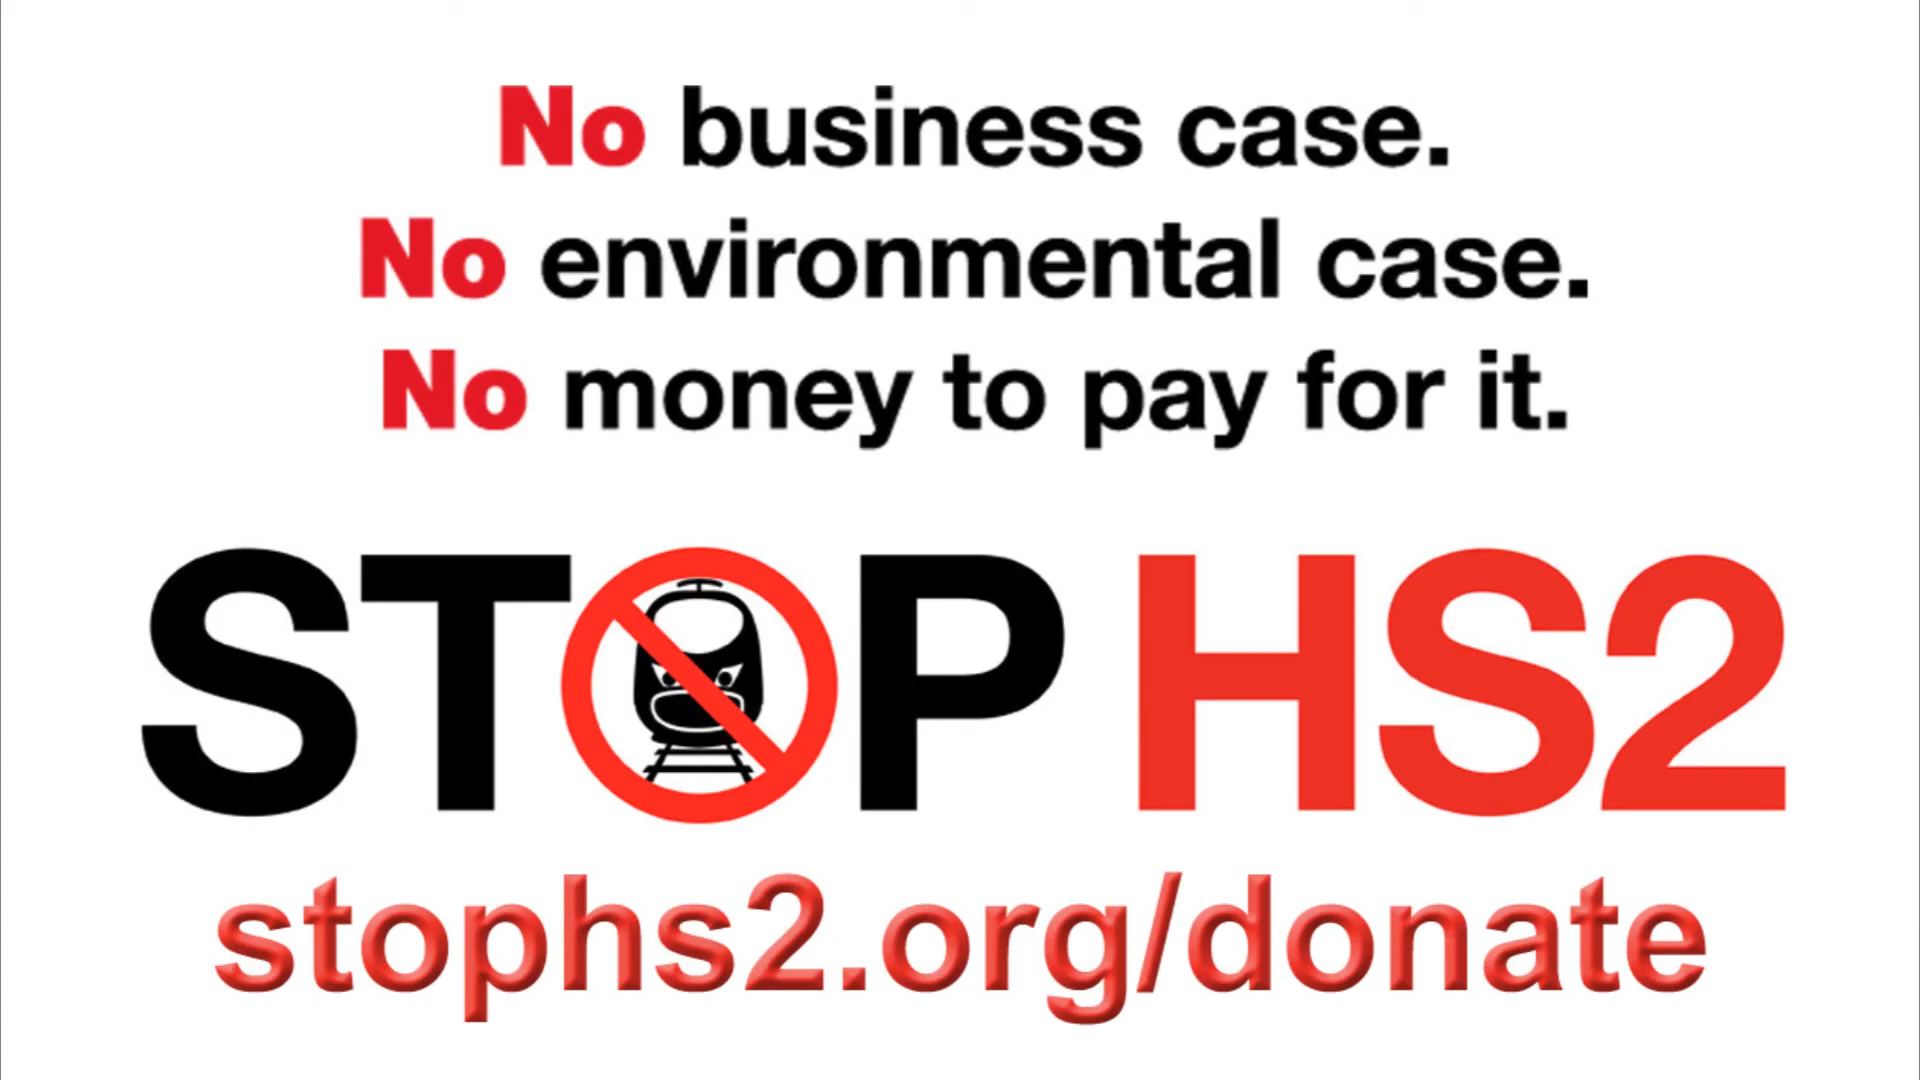 No business case.
No environmental case.
No money to pay for it.
STOP HS2
stophs2.org/donate